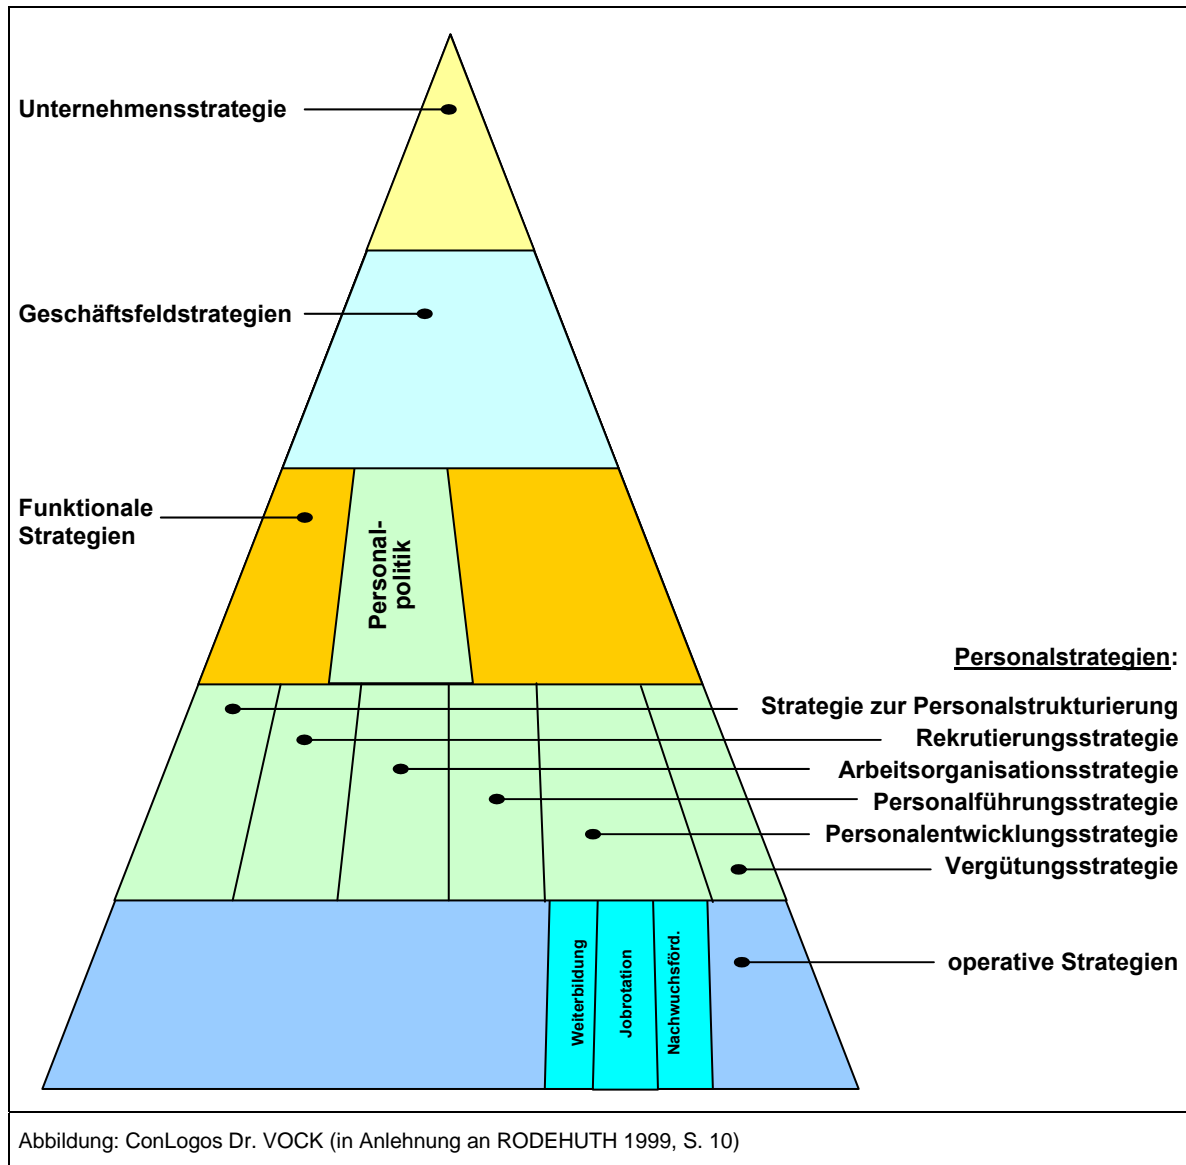 Unternehmensstrategie
Geschäftsfeldstrategien
Funktionale
Strategien
Personal-
politik
Personalstrategien:
Strategie zur Personalstrukturierung
Rekrutierungsstrategie
Arbeitsorganisationsstrategie
Personalführungsstrategie
Personalentwicklungsstrategie
Vergütungsstrategie
Weiterbildung
Jobrotation
Nachwuchsförd.
operative Strategien
Abbildung: ConLogos Dr. VOCK (in Anlehnung an RODEHUTH 1999, S. 10)